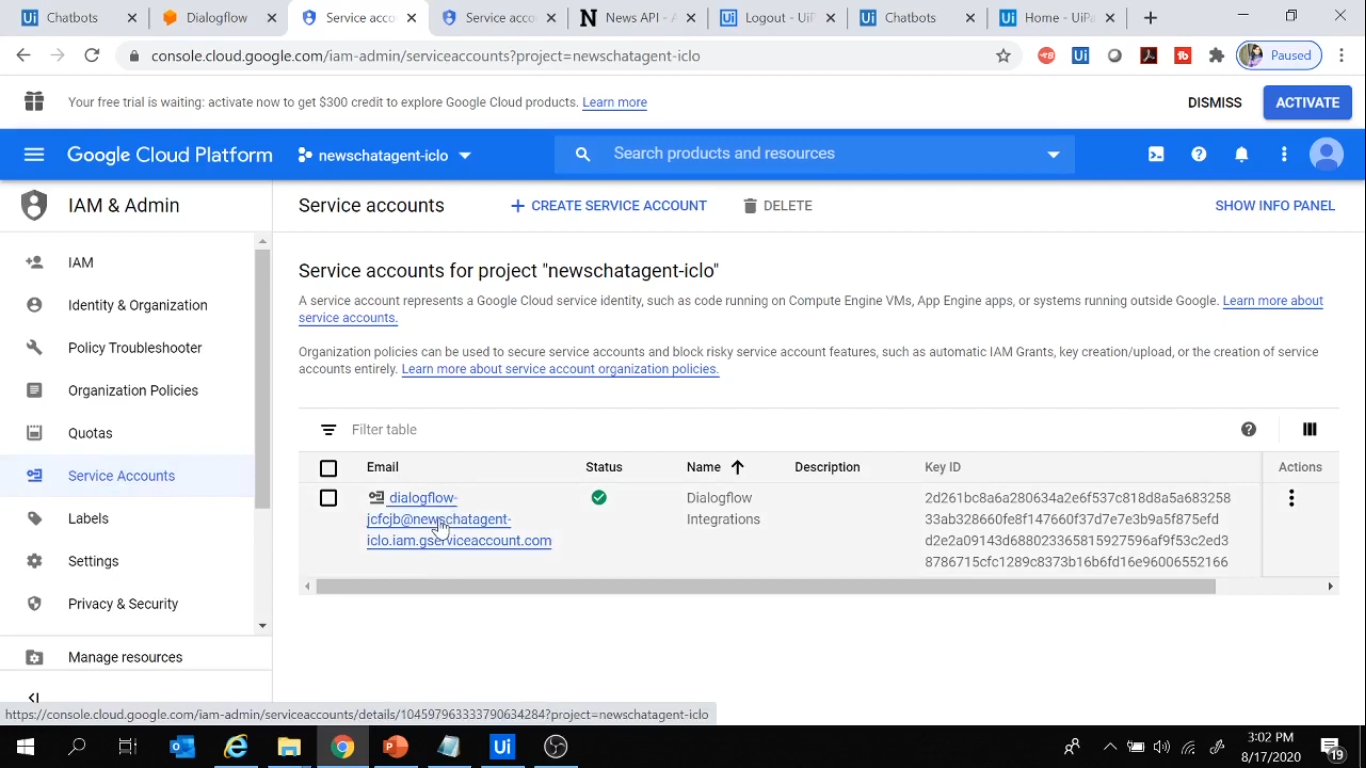 Chatbots
Dialogflow
Service acco
Service acco
News API - A
Logout - UiP
Chatbots
Home - UiPa
console.cloud.google.com/iam-admin/serviceaccounts?project=newschatagent-iclo
Paused
Your free trial is waiting: activate now to get $300 credit to explore Google Cloud products. Learn more
DISMISS
ACTIVATE
Google Cloud Platform
newschatagent-iclo
Search products and resources
IAM & Admin
Service accounts
CREATE SERVICE ACCOUNT
DELETE
SHOW INFO PANEL
IAM
Identity & Organization
Policy Troubleshooter
Organization Policies
Quotas
Service Accounts
Labels
Settings
Privacy & Security
Manage resources
Service accounts for project "newschatagent-iclo"
A service account represents a Google Cloud service identity, such as code running on Compute Engine VMs, App Engine apps, or systems running outside Google. Learn more about
service accounts.
Organization policies can be used to secure service accounts and block risky service account features, such as automatic IAM Grants, key creation/upload, or the creation of service
accounts entirely. Learn more about service account organization policies.
Filter table
Email
Status
Name
Description
Key ID
Actions
dialogflow-
jcfcjb@newschatagent-
iclo.iam.gserviceaccount.com
Dialogflow
Integrations
2d261bc8a6a280634a2e6f537c818d8a5a683258
33ab328660fe8f147660f37d7e7e3b9a5f875efd
d2e2a09143d688023365815927596af9f53c2ed3
8786715cfc1289c8373b16b6fd16e96006552166
https://console.cloud.google.com/iam-admin/serviceaccounts/details/104597963333790634284?project=newschatagent-iclo
3:02 PM
8/17/2020
19